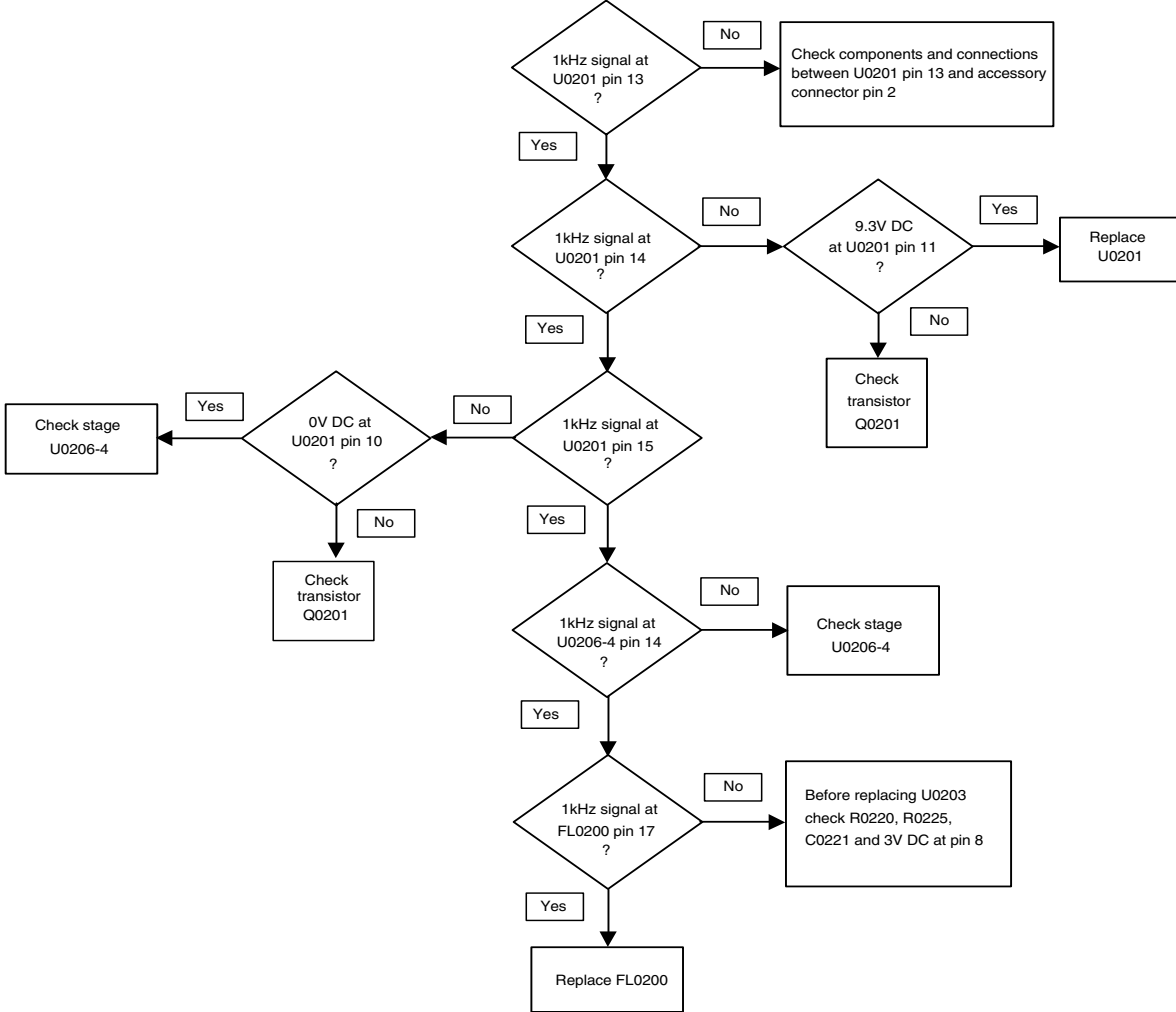 1kHz signal at
U0201 pin 13
?
No
Check components and connections
between U0201 pin 13 and accessory
connector pin 2
Yes
1kHz signal at
U0201 pin 14
?
No
9.3V DC
at U0201 pin 11
?
Yes
Replace
U0201
No
Check
transistor
Q0201
Yes
1kHz signal at
U0201 pin 15
?
No
0V DC at
U0201 pin 10
?
Yes
Check stage
U0206-4
No
Check
transistor
Q0201
Yes
1kHz signal at
U0206-4 pin 14
?
No
Check stage
U0206-4
Yes
1kHz signal at
FL0200 pin 17
?
No
Before replacing U0203
check R0220, R0225,
C0221 and 3V DC at pin 8
Yes
Replace FL0200